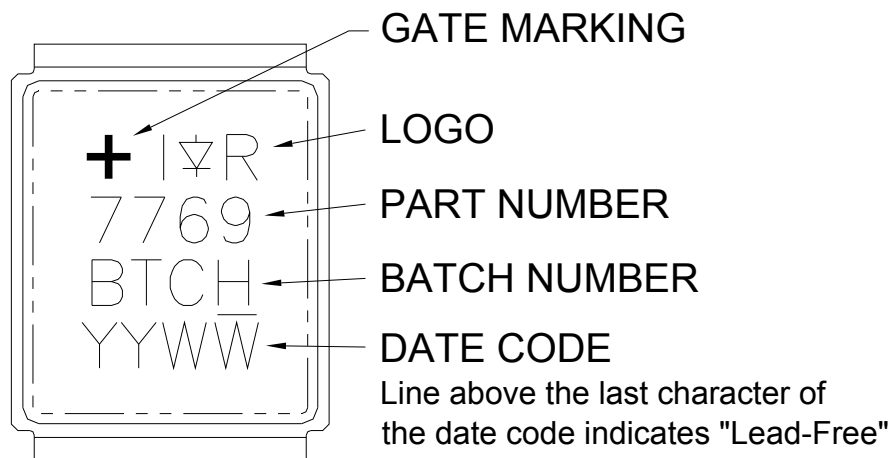 GATE MARKING
+ I R
LOGO
7769
PART NUMBER
BTCH
BATCH NUMBER
YYWW
DATE CODE
Line above the last character of
the date code indicates "Lead-Free"